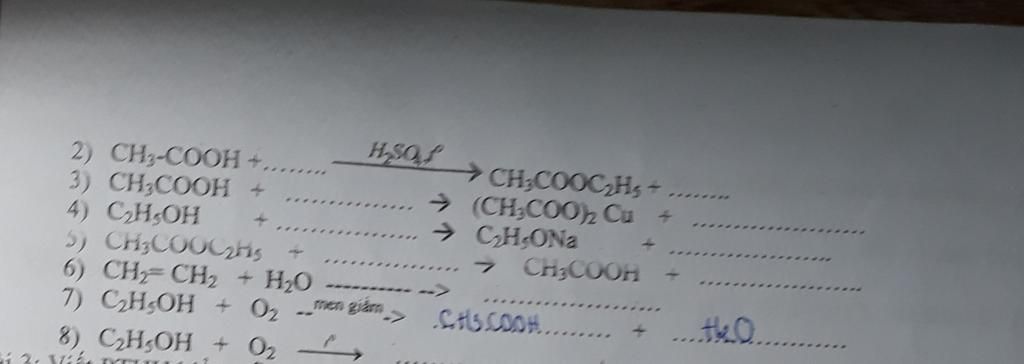 2) CH₃-COOH +........ H₂SO₄, t° → CH₃COOC₂H₅ + ........
3) CH₃COOH + .................. → (CH₃COO)₂ Cu + ........................
4) C₂H₅OH + .................... → C₂H₅ONa + ........................
5) CH₃COOC₂H₅ + .................... → CH₃COOH + ........................
6) CH₂= CH₂ + H₂O ------------ --> ........................
7) C₂H₅OH + O₂ --men giấm-> .CH3COOH.......... + ....H2O..............
8) C₂H₅OH + O₂ t° → ....